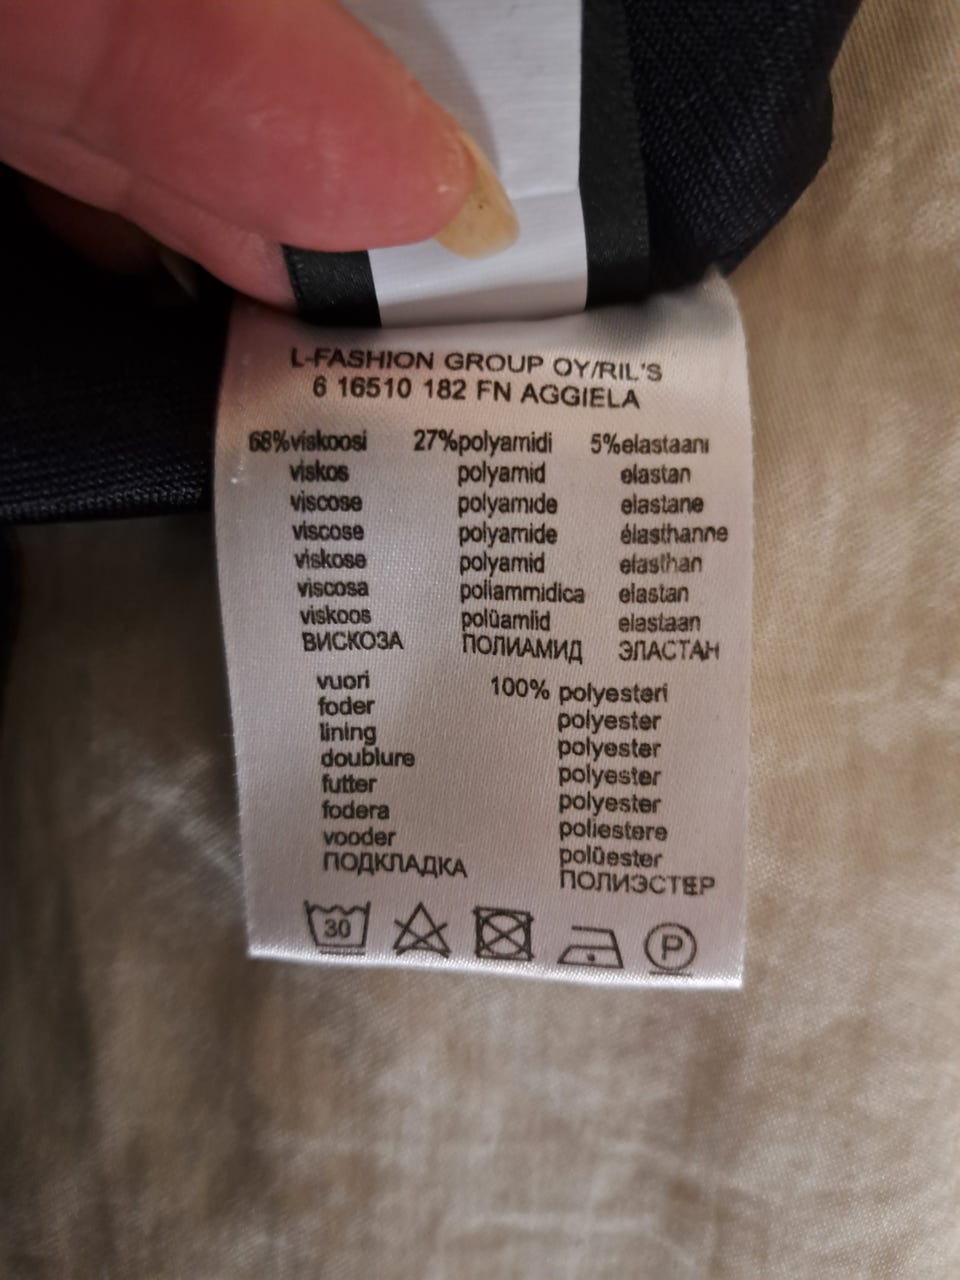 L-FASHION GROUP OY/RIL'S
6 16510 182 FN AGGIELA
68%viskoosi 27%polyamidi 5%elastaani
viskos polyamid elastan
viscose polyamide elastane
viscose polyamide élasthanne
viskose polyamid elasthan
viscosa poliammidica elastan
viskoos polüamiid elastaan
ВИСКОЗА ПОЛИАМИД ЭЛАСТАН
vuori 100% polyesteri
foder polyester
lining polyester
doublure polyester
futter polyester
fodera poliestere
vooder polüester
ПОДКЛАДКА ПОЛИЭСТЕР
30 P